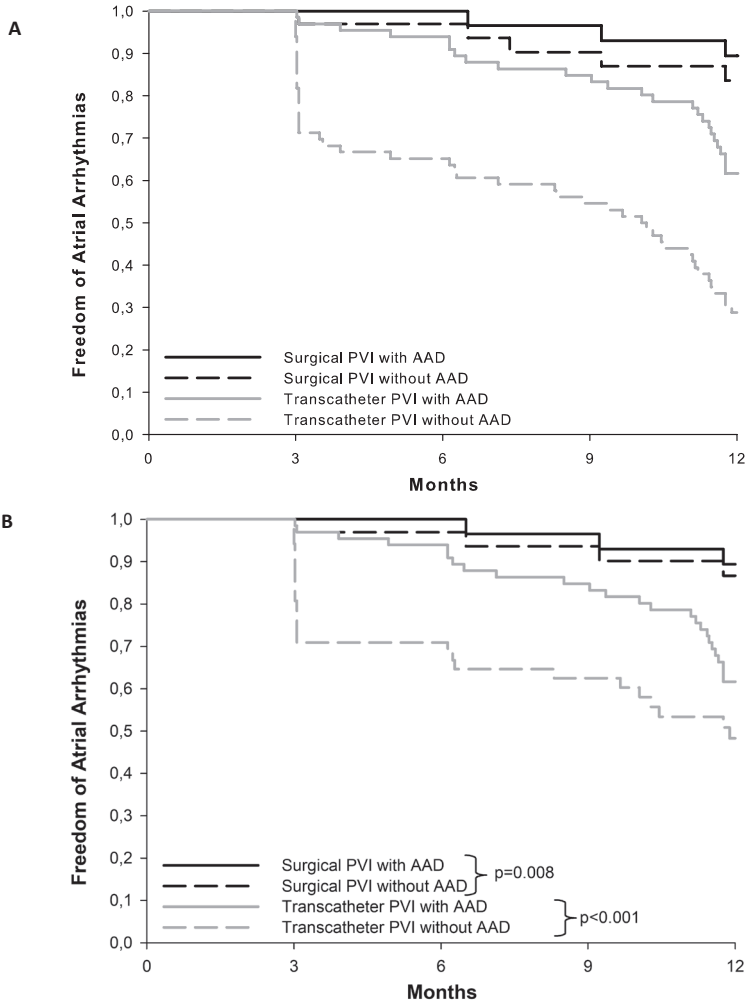 A
Freedom of Atrial Arrhythmias
1,0
0,9
0,8
0,7
0,6
0,5
0,4
0,3
0,2
0,1
0,0
Surgical PVI with AAD
Surgical PVI without AAD
Transcatheter PVI with AAD
Transcatheter PVI without AAD
0 3 6 9 12
Months
B
Freedom of Atrial Arrhythmias
1,0
0,9
0,8
0,7
0,6
0,5
0,4
0,3
0,2
0,1
0,0
Surgical PVI with AAD
Surgical PVI without AAD
p=0.008
Transcatheter PVI with AAD
Transcatheter PVI without AAD
p<0.001
0 3 6 9 12
Months